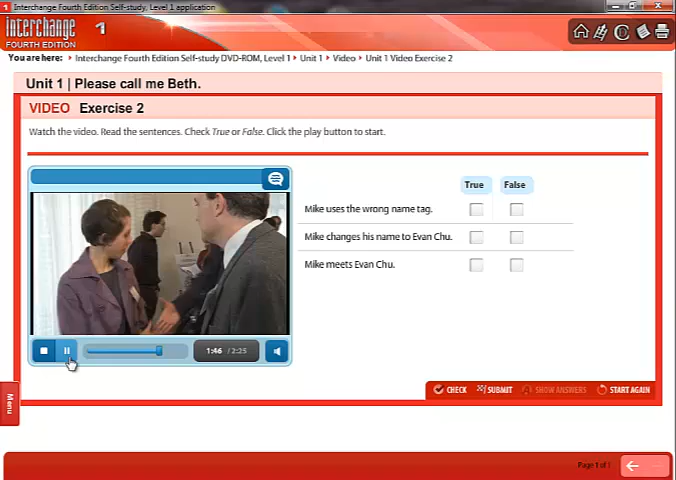 1 Interchange Fourth Edition Self-study, Level 1 application
interchange 1
FOURTH EDITION
You are here: Interchange Fourth Edition Self-study DVD-ROM, Level 1 Unit 1 Video Unit 1 Video Exercise 2
Unit 1 | Please call me Beth.
VIDEO Exercise 2
Watch the video. Read the sentences. Check True or False. Click the play button to start.
True False
Mike uses the wrong name tag.
Mike changes his name to Evan Chu.
Mike meets Evan Chu.
1:46 / 2:25
CHECK SUBMIT SHOW ANSWERS START AGAIN
Menu
Page 1 of 1